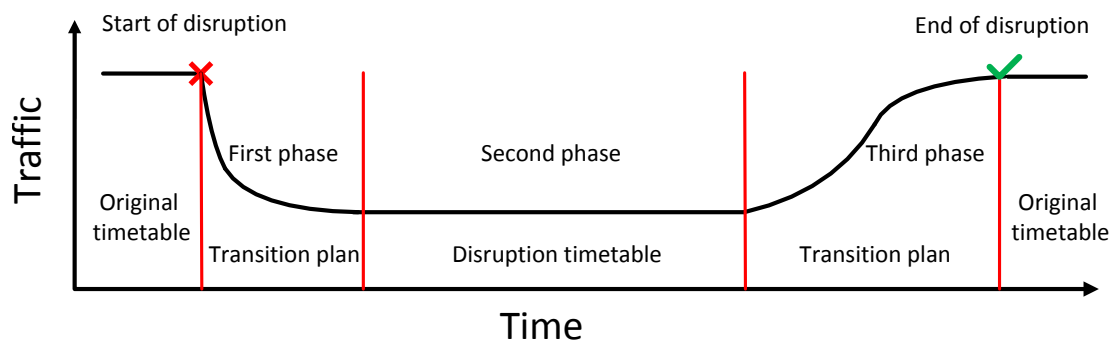 Start of disruption
End of disruption
Traffic
First phase
Second phase
Third phase
Original
timetable
Transition plan
Disruption timetable
Transition plan
Original
timetable
Time